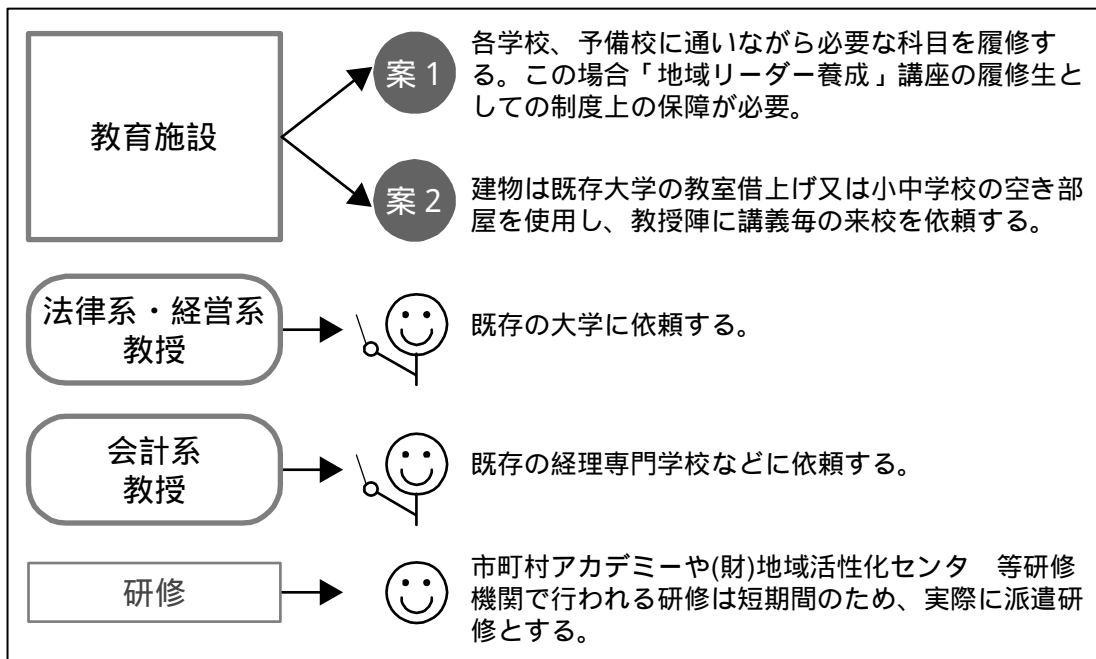 教育施設
案1
各学校、予備校に通いながら必要な科目を履修す
る。この場合「地域リーダー養成」講座の履修生と
しての制度上の保障が必要。
案2
建物は既存大学の教室借上げ又は小中学校の空き部
屋を使用し、教授陣に講義毎の来校を依頼する。
法律系・経営系
教授
既存の大学に依頼する。
会計系
教授
既存の経理専門学校などに依頼する。
研修
市町村アカデミーや(財)地域活性化センタ　等研修
機関で行われる研修は短期間のため、実際に派遣研
修とする。